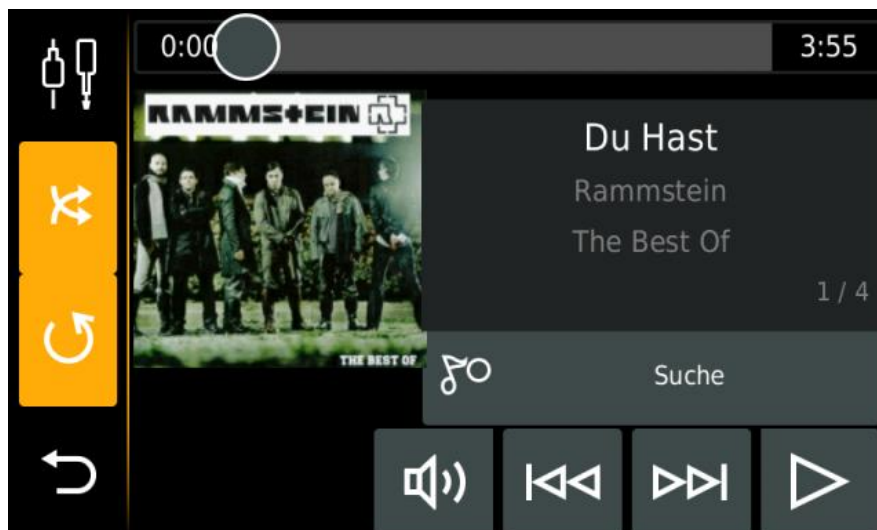 0:00
3:55
RAMMSTEIN
THE BEST OF
Du Hast
Rammstein
The Best Of
1 / 4
Suche